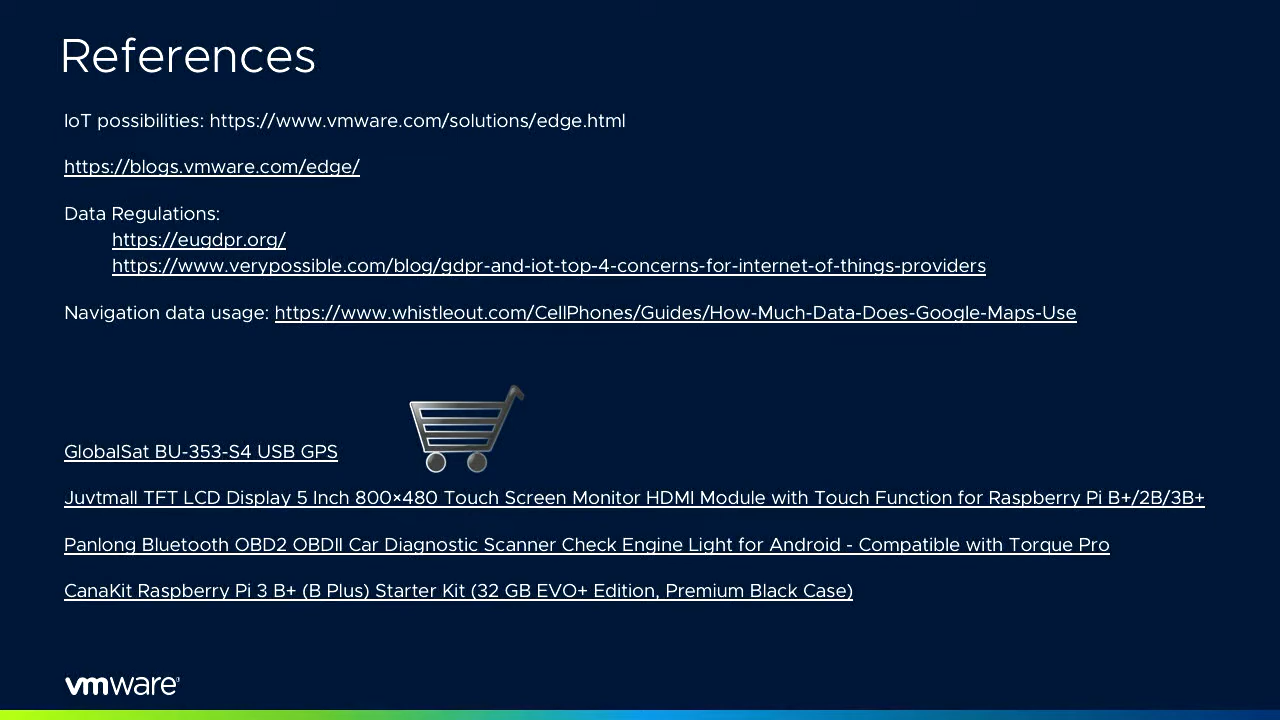 References
IoT possibilities: https://www.vmware.com/solutions/edge.html
https://blogs.vmware.com/edge/
Data Regulations:
https://eugdpr.org/
https://www.verypossible.com/blog/gdpr-and-iot-top-4-concerns-for-internet-of-things-providers
Navigation data usage: https://www.whistleout.com/CellPhones/Guides/How-Much-Data-Does-Google-Maps-Use
GlobalSat BU-353-S4 USB GPS
Juvtmall TFT LCD Display 5 Inch 800×480 Touch Screen Monitor HDMI Module with Touch Function for Raspberry Pi B+/2B/3B+
Panlong Bluetooth OBD2 OBDII Car Diagnostic Scanner Check Engine Light for Android - Compatible with Torque Pro
CanaKit Raspberry Pi 3 B+ (B Plus) Starter Kit (32 GB EVO+ Edition, Premium Black Case)
vmware®